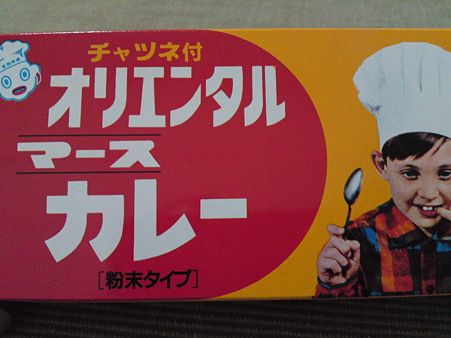 チャツネ付
オリエンタル
マース
カレー
[粉末タイプ]